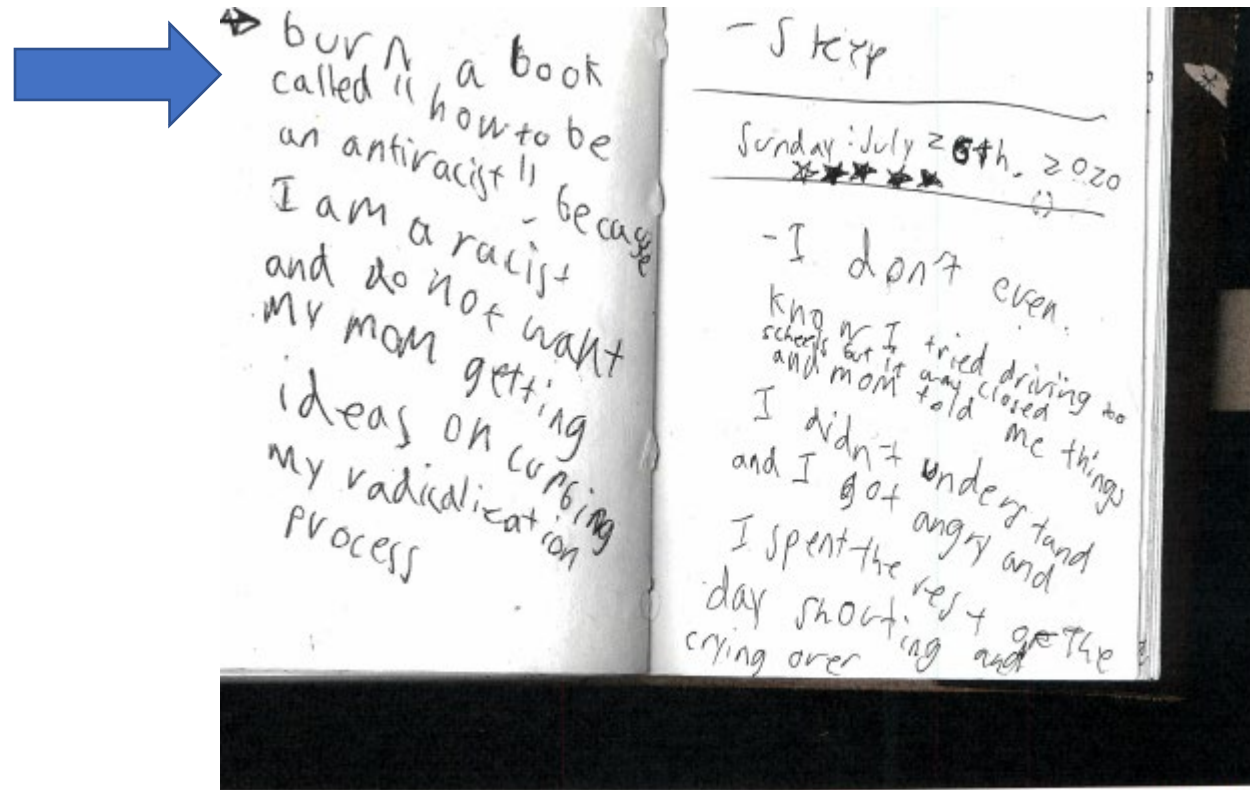 burn a book
called "how to be
an antiracist" because
I am a racist
and do not want
my mom getting
ideas on curbing
my radicalization
process
- Sleep
Sunday: July 26th, 2020
- I don't even.
know I tried driving to
scheels but it was closed
and mom told me things
I didn't understand
and I got angry and
I spent the rest of the
day shouting and
crying over